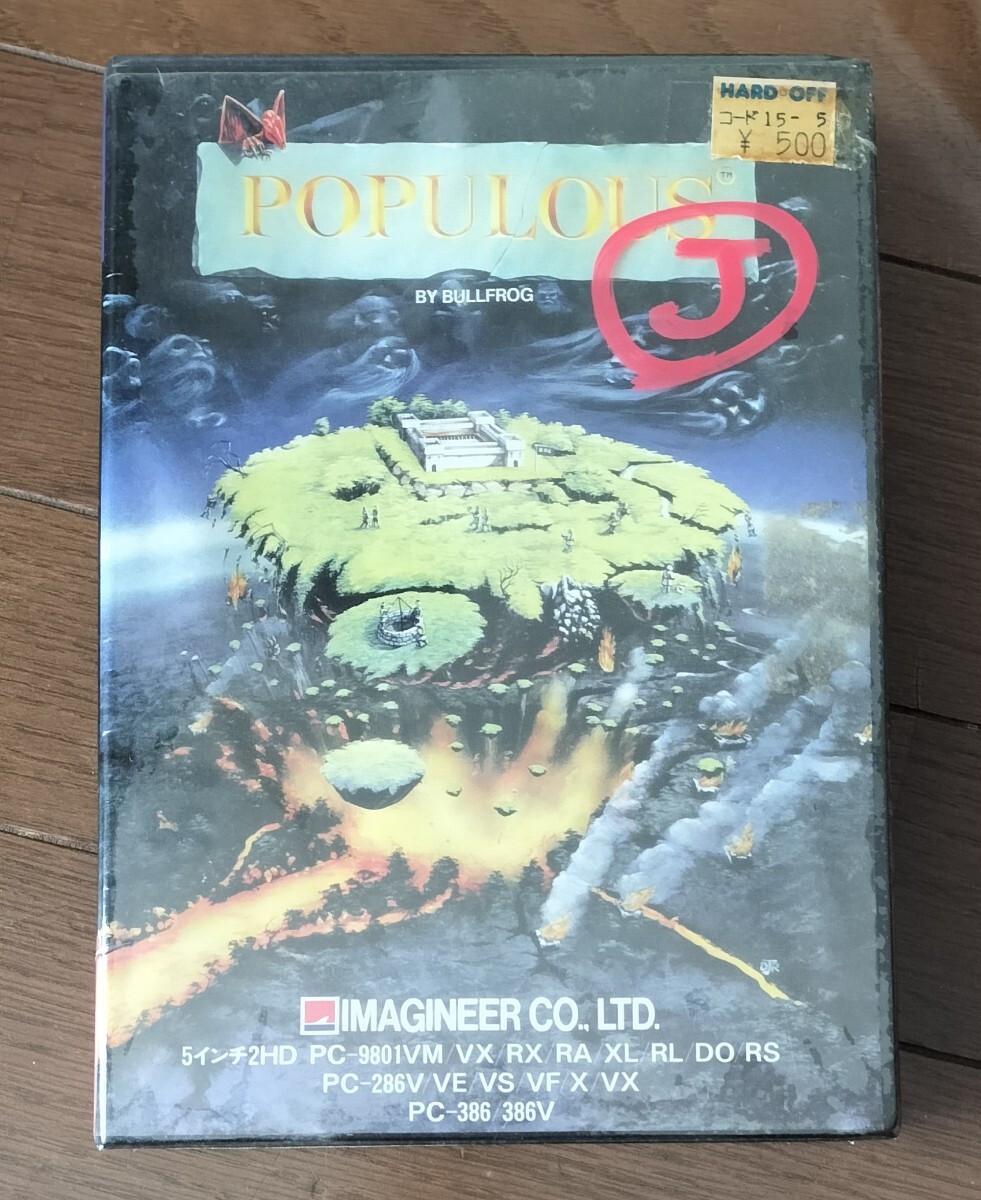 HARD OFF
コード15-5
¥ 500
POPULOUS™
J
BY BULLFROG
DJR
IMAGINEER CO., LTD.
5インチ2HD PC-9801VM/VX/RX/RA/XL/RL/DO/RS
PC-286V/VE/VS/VF/X/VX
PC-386/386V